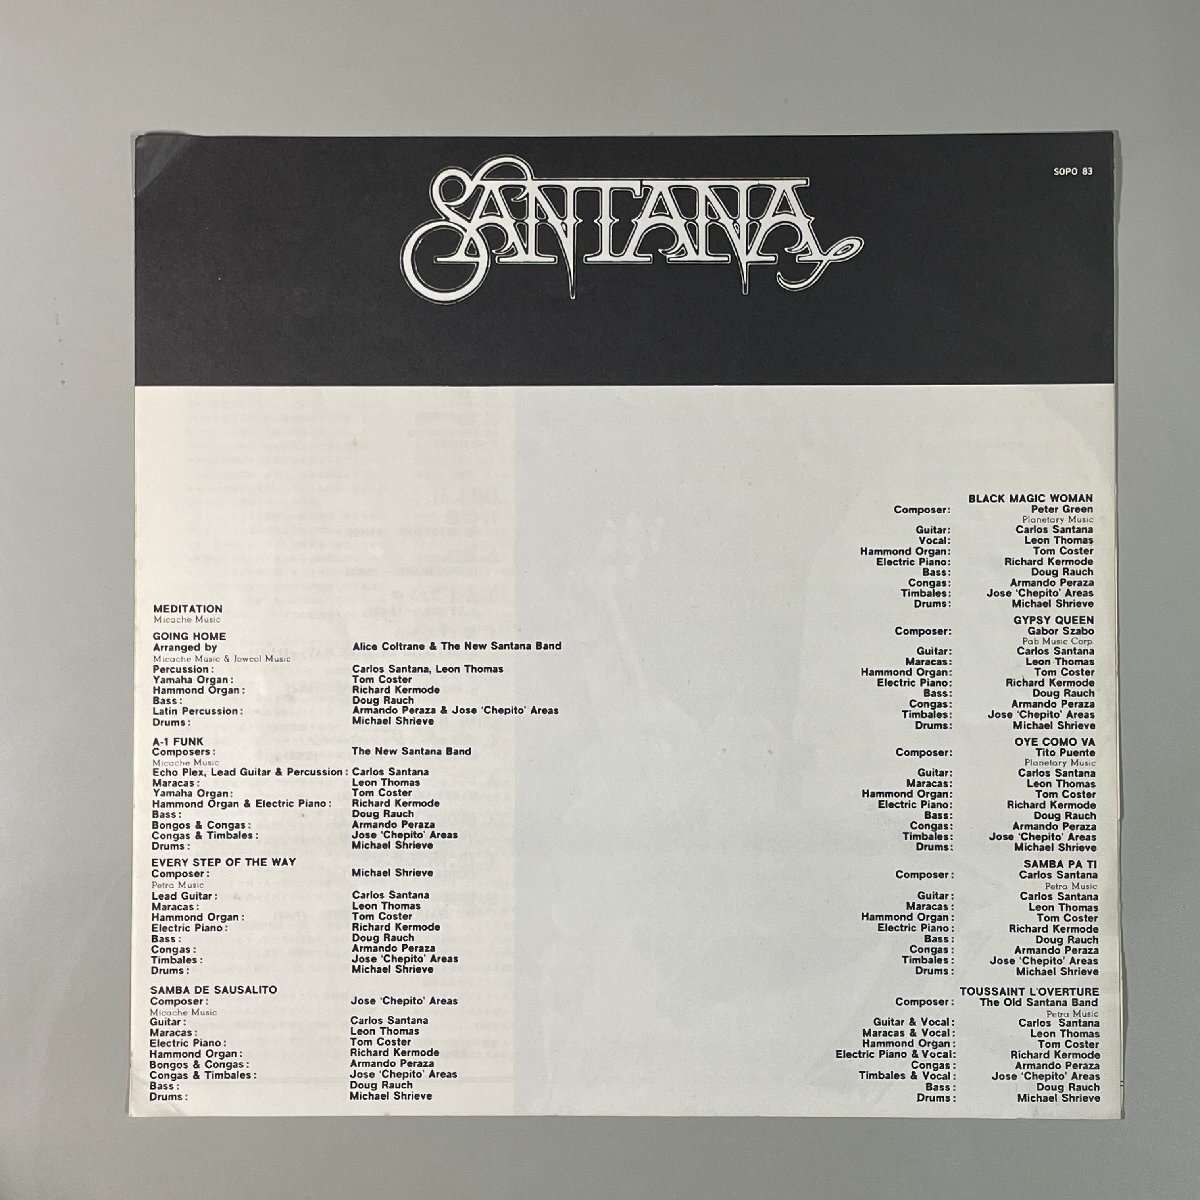 SANTANA
SOPO 83
MEDITATION
Micache Music
GOING HOME
Arranged by Alice Coltrane & The New Santana Band
Micache Music & Jowcol Music
Percussion: Carlos Santana, Leon Thomas
Yamaha Organ: Tom Coster
Hammond Organ: Richard Kermode
Bass: Doug Rauch
Latin Percussion: Armando Peraza & Jose 'Chepito' Areas
Drums: Michael Shrieve
A-1 FUNK
Composers: The New Santana Band
Micache Music
Echo Plex, Lead Guitar & Percussion: Carlos Santana
Maracas: Leon Thomas
Yamaha Organ: Tom Coster
Hammond Organ & Electric Piano: Richard Kermode
Bass: Doug Rauch
Bongos & Congas: Armando Peraza
Congas & Timbales: Jose 'Chepito' Areas
Drums: Michael Shrieve
EVERY STEP OF THE WAY
Composer: Michael Shrieve
Petra Music
Lead Guitar: Carlos Santana
Maracas: Leon Thomas
Hammond Organ: Tom Coster
Electric Piano: Richard Kermode
Bass: Doug Rauch
Congas: Armando Peraza
Timbales: Jose 'Chepito' Areas
Drums: Michael Shrieve
SAMBA DE SAUSALITO
Composer: Jose 'Chepito' Areas
Micache Music
Guitar: Carlos Santana
Maracas: Leon Thomas
Electric Piano: Tom Coster
Hammond Organ: Richard Kermode
Bongos & Congas: Armando Peraza
Congas & Timbales: Jose 'Chepito' Areas
Bass: Doug Rauch
Drums: Michael Shrieve
BLACK MAGIC WOMAN
Composer: Peter Green
Planetary Music
Guitar: Carlos Santana
Vocal: Leon Thomas
Hammond Organ: Tom Coster
Electric Piano: Richard Kermode
Bass: Doug Rauch
Congas: Armando Peraza
Timbales: Jose 'Chepito' Areas
Drums: Michael Shrieve
GYPSY QUEEN
Composer: Gabor Szabo
Pab Music Corp.
Guitar: Carlos Santana
Maracas: Leon Thomas
Hammond Organ: Tom Coster
Electric Piano: Richard Kermode
Bass: Doug Rauch
Congas: Armando Peraza
Timbales: Jose 'Chepito' Areas
Drums: Michael Shrieve
OYE COMO VA
Composer: Tito Puente
Planetary Music
Guitar: Carlos Santana
Maracas: Leon Thomas
Hammond Organ: Tom Coster
Electric Piano: Richard Kermode
Bass: Doug Rauch
Congas: Armando Peraza
Timbales: Jose 'Chepito' Areas
Drums: Michael Shrieve
SAMBA PA TI
Composer: Carlos Santana
Petra Music
Guitar: Carlos Santana
Maracas: Leon Thomas
Hammond Organ: Tom Coster
Electric Piano: Richard Kermode
Bass: Doug Rauch
Congas: Armando Peraza
Timbales: Jose 'Chepito' Areas
Drums: Michael Shrieve
TOUSSAINT L'OVERTURE
Composer: The Old Santana Band
Petra Music
Guitar & Vocal: Carlos Santana
Maracas & Vocal: Leon Thomas
Hammond Organ: Tom Coster
Electric Piano & Vocal: Richard Kermode
Congas: Armando Peraza
Timbales & Vocal: Jose 'Chepito' Areas
Bass: Doug Rauch
Drums: Michael Shrieve